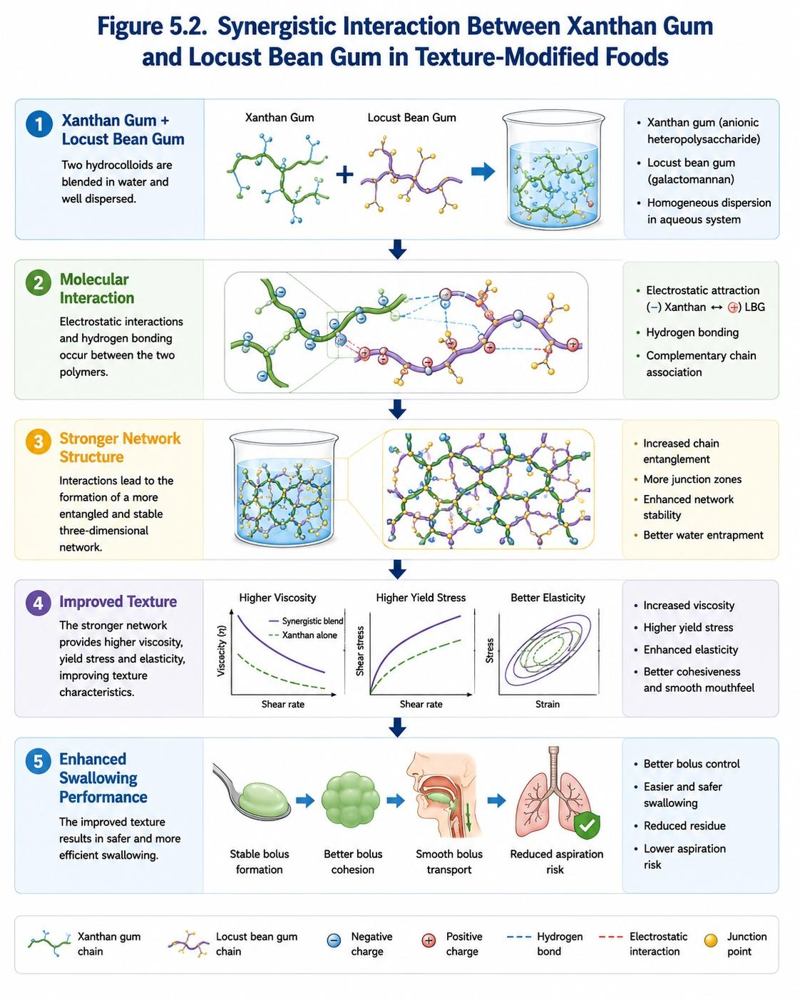 Figure 5.2. Synergistic Interaction Between Xanthan Gum
and Locust Bean Gum in Texture-Modified Foods
1
Xanthan Gum +
Locust Bean Gum
Two hydrocolloids are
blended in water and
well dispersed.
Xanthan Gum
+
Locust Bean Gum
• Xanthan gum (anionic
heteropolysaccharide)
• Locust bean gum
(galactomannan)
• Homogeneous dispersion
in aqueous system
2
Molecular
Interaction
Electrostatic interactions
and hydrogen bonding
occur between the two
polymers.
• Electrostatic attraction
(−) Xanthan ↔ (+) LBG
• Hydrogen bonding
• Complementary chain
association
3
Stronger Network
Structure
Interactions lead to the
formation of a more
entangled and stable
three-dimensional
network.
• Increased chain
entanglement
• More junction zones
• Enhanced network
stability
• Better water entrapment
4
Improved Texture
The stronger network
provides higher viscosity,
yield stress and elasticity,
improving texture
characteristics.
Higher Viscosity
Synergistic blend
Xanthan alone
Viscocity (η)
Shear rate
Higher Yield Stress
Shear stress
Shear rate
Better Elasticity
Stress
Strain
• Increased viscosity
• Higher yield stress
• Enhanced elasticity
• Better cohesiveness
and smooth mouthfeel
5
Enhanced
Swallowing
Performance
The improved texture
results in safer and more
efficient swallowing.
Stable bolus
formation
Better bolus
cohesion
Smooth bolus
transport
Reduced aspiration
risk
• Better bolus control
• Easier and safer
swallowing
• Reduced residue
• Lower aspiration
risk
Xanthan gum
chain
Locust bean gum
chain
Negative
charge
Positive
charge
Hydrogen
bond
Electrostatic
interaction
Junction
point